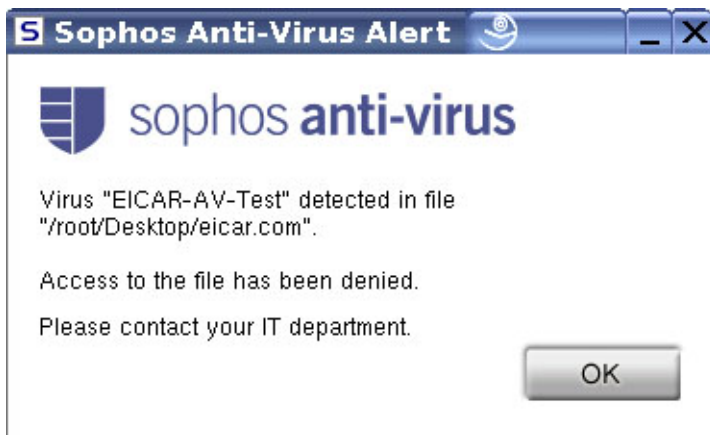 S Sophos Anti-Virus Alert
sophos anti-virus
Virus "EICAR-AV-Test" detected in file
"/root/Desktop/eicar.com".
Access to the file has been denied.
Please contact your IT department.
OK